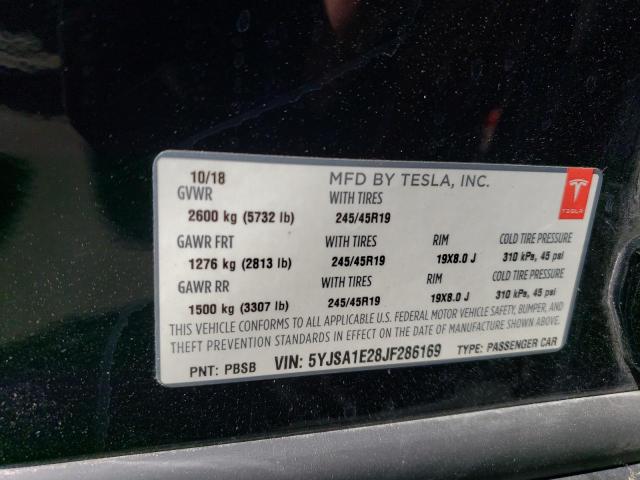 10/18 MFD BY TESLA, INC.
GVWR WITH TIRES
2600 kg (5732 lb) 245/45R19
TESLA
GAWR FRT WITH TIRES RIM COLD TIRE PRESSURE
1276 kg (2813 lb) 245/45R19 19X8.0 J 310 kPs, 45 psi
GAWR RR WITH TIRES RIM COLD TIRE PRESSURE
1500 kg (3307 lb) 245/45R19 19X8.0 J 310 kPs, 45 psi
THIS VEHICLE CONFORMS TO ALL APPLICABLE U.S. FEDERAL MOTOR VEHICLE SAFETY, BUMPER, AND
THEFT PREVENTION STANDARDS IN EFFECT ON THE DATE OF MANUFACTURE SHOWN ABOVE.
PNT: PBSB VIN: 5YJSA1E28JF286169 TYPE: PASSENGER CAR